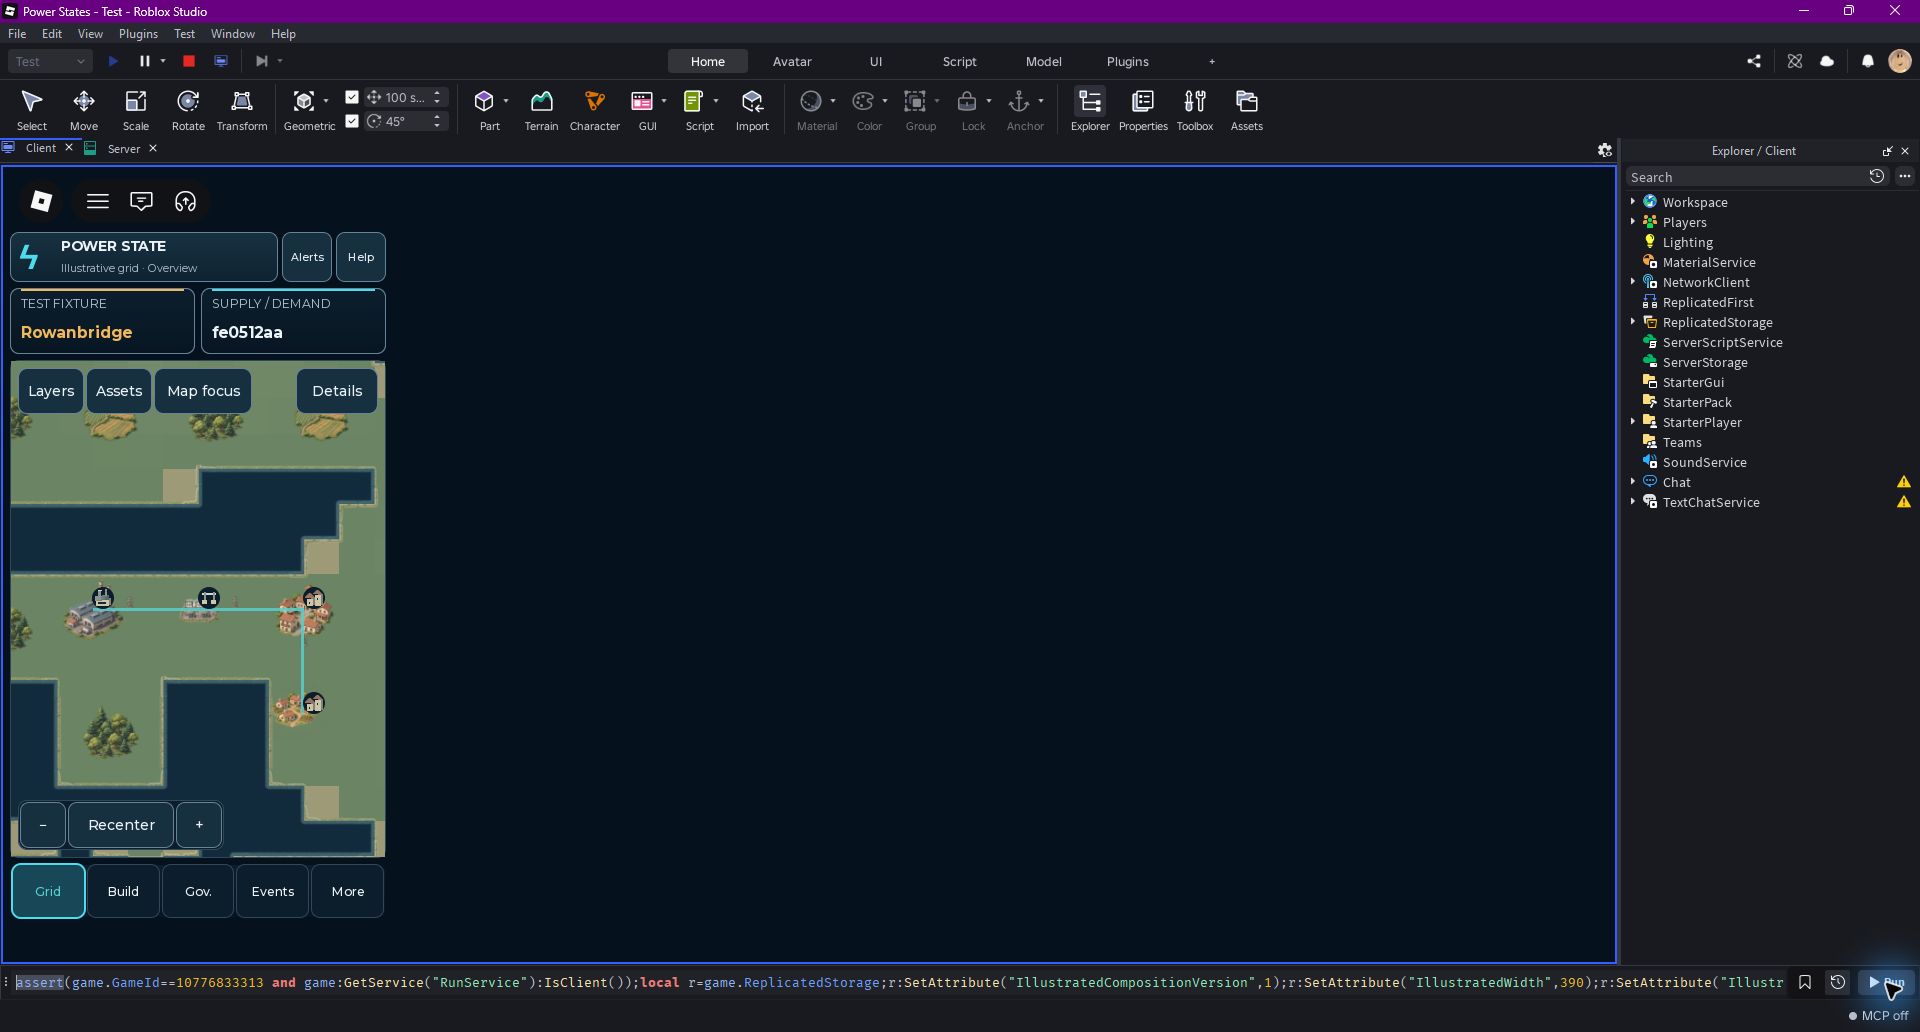 Power States - Test - Roblox Studio
File Edit View Plugins Test Window Help
Test
Home Avatar UI Script Model Plugins +
100 s...
45°
Select Move Scale Rotate Transform Geometric Part Terrain Character GUI Script Import Material Color Group Lock Anchor Explorer Properties Toolbox Assets
Client Server
Explorer / Client
Search
Workspace
Players
Lighting
MaterialService
NetworkClient
ReplicatedFirst
ReplicatedStorage
ServerScriptService
ServerStorage
StarterGui
StarterPack
StarterPlayer
Teams
SoundService
Chat
TextChatService
POWER STATE
Illustrative grid · Overview
Alerts
Help
TEST FIXTURE
Rowanbridge
SUPPLY / DEMAND
fe0512aa
Layers
Assets
Map focus
Details
–
Recenter
+
Grid
Build
Gov.
Events
More
assert(game.GameId==10776833313 and game:GetService("RunService"):IsClient());local r=game.ReplicatedStorage;r:SetAttribute("IllustratedCompositionVersion",1);r:SetAttribute("IllustratedWidth",390);r:SetAttribute("Illustr
MCP off